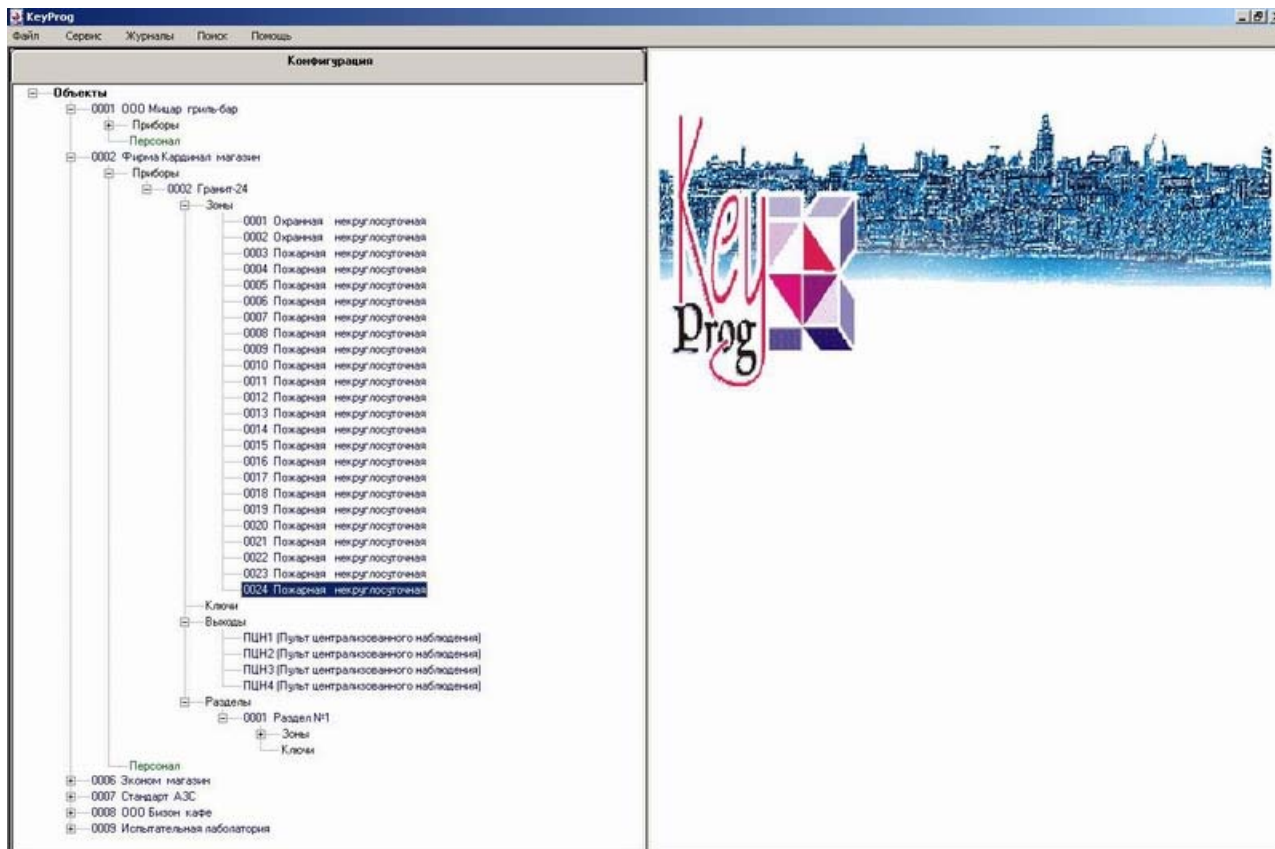 KeyProg
Файл Сервис Журналы Поиск Помощь
Конфигурация
Объекты
0001 ООО Мицар гриль-бар
Приборы
Персонал
0002 Фирма Кардинал магазин
Приборы
0002 Гранит-24
Зоны
0001 Охранная некруглосуточная
0002 Охранная некруглосуточная
0003 Пожарная некруглосуточная
0004 Пожарная некруглосуточная
0005 Пожарная некруглосуточная
0006 Пожарная некруглосуточная
0007 Пожарная некруглосуточная
0008 Пожарная некруглосуточная
0009 Пожарная некруглосуточная
0010 Пожарная некруглосуточная
0011 Пожарная некруглосуточная
0012 Пожарная некруглосуточная
0013 Пожарная некруглосуточная
0014 Пожарная некруглосуточная
0015 Пожарная некруглосуточная
0016 Пожарная некруглосуточная
0017 Пожарная некруглосуточная
0018 Пожарная некруглосуточная
0019 Пожарная некруглосуточная
0020 Пожарная некруглосуточная
0021 Пожарная некруглосуточная
0022 Пожарная некруглосуточная
0023 Пожарная некруглосуточная
0024 Пожарная некруглосуточная
Ключи
Выходы
ПЦН1 (Пульт централизованного наблюдения)
ПЦН2 (Пульт централизованного наблюдения)
ПЦН3 (Пульт централизованного наблюдения)
ПЦН4 (Пульт централизованного наблюдения)
Разделы
0001 Раздел №1
Зоны
Ключи
Персонал
0006 Эконом магазин
0007 Стандарт АЗС
0008 ООО Бизон кафе
0009 Испытательная лаболатория
Key
Prog